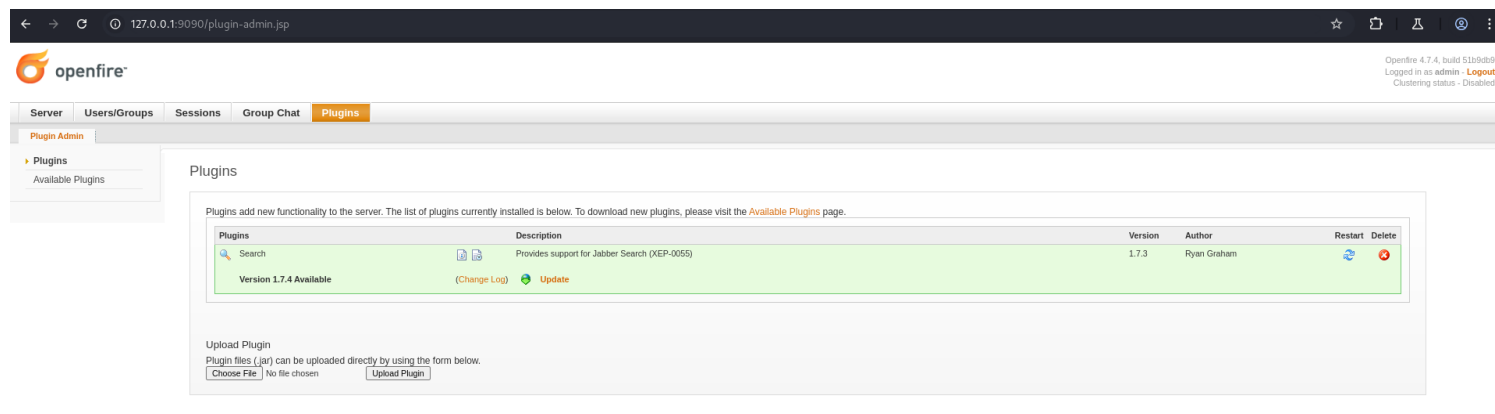 127.0.0.1:9090/plugin-admin.jsp
openfire™
Openfire 4.7.4, build 51b9db9
Logged in as admin - Logout
Clustering status - Disabled
Server Users/Groups Sessions Group Chat Plugins
Plugin Admin
Plugins
Available Plugins
Plugins
Plugins add new functionality to the server. The list of plugins currently installed is below. To download new plugins, please visit the Available Plugins page.
Plugins Description Version Author Restart Delete
Search Provides support for Jabber Search (XEP-0055) 1.7.3 Ryan Graham
Version 1.7.4 Available (Change Log) Update
Upload Plugin
Plugin files (.jar) can be uploaded directly by using the form below.
Choose File No file chosen Upload Plugin